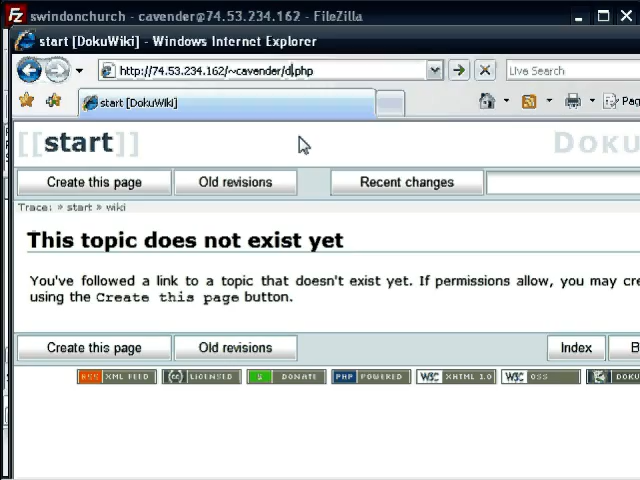 swindonchurch - cavender@74.53.234.162 - FileZilla
start [DokuWiki] - Windows Internet Explorer
http://74.53.234.162/~cavender/d.php
Live Search
start [DokuWiki]
Pag
[[start]]
DOKU
Create this page Old revisions Recent changes
Trace: » start » wiki
This topic does not exist yet
You've followed a link to a topic that doesn't exist yet. If permissions allow, you may cre
using the Create this page button.
Create this page Old revisions Index B
RSS XML FEED (cc) LICENSED $ DONATE PHP POWERED W3C XHTML 1.0 W3C CSS DOKU